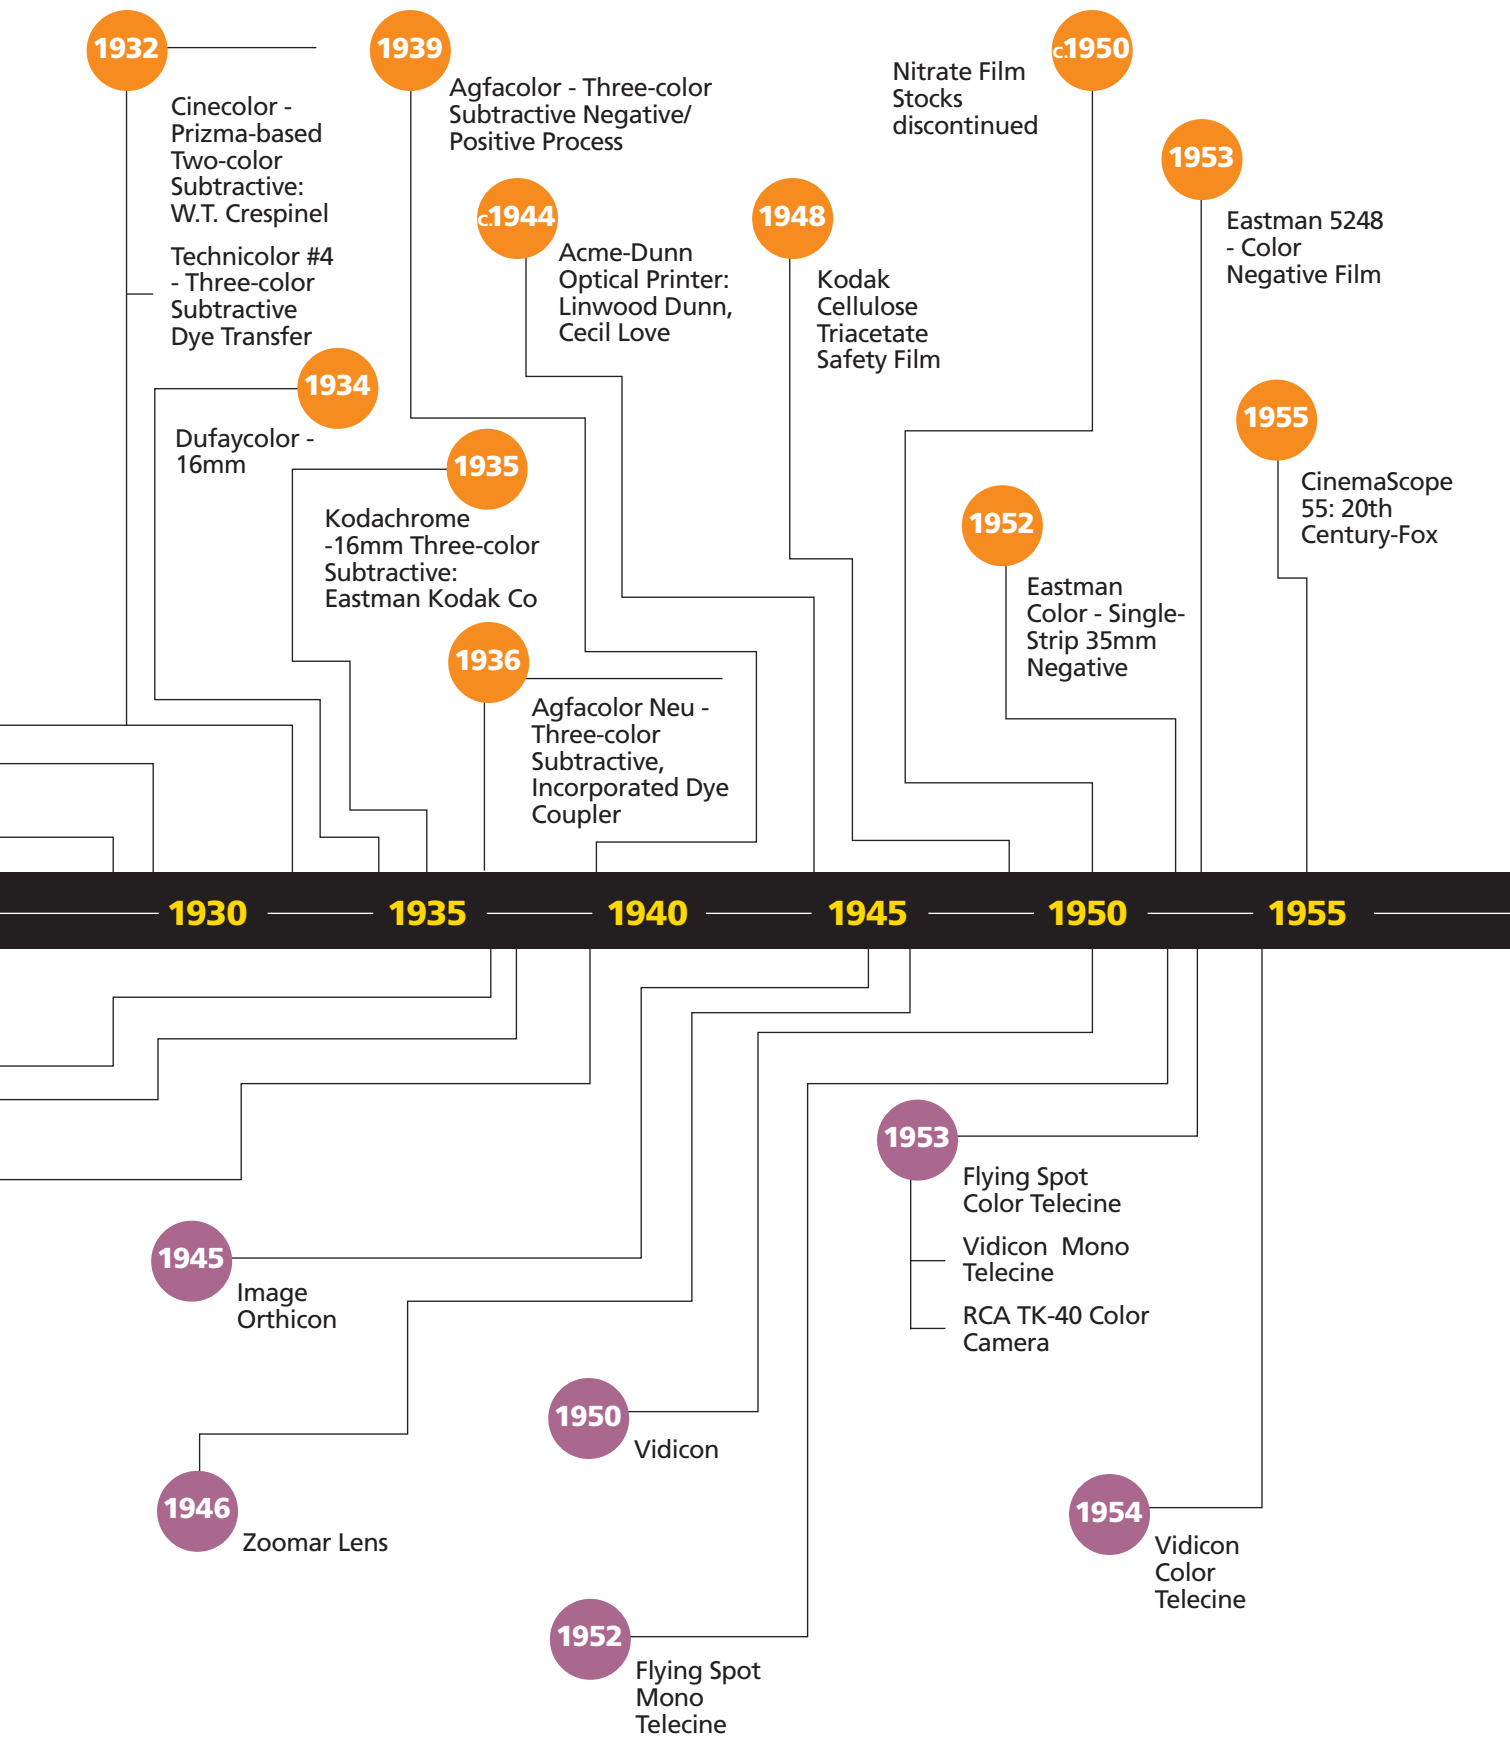 1932
Cinecolor -
Prizma-based
Two-color
Subtractive:
W.T. Crespinel
Technicolor #4
- Three-color
Subtractive
Dye Transfer
1939
Agfacolor - Three-color
Subtractive Negative/
Positive Process
c.1950
Nitrate Film
Stocks
discontinued
1953
Eastman 5248
- Color
Negative Film
c.1944
Acme-Dunn
Optical Printer:
Linwood Dunn,
Cecil Love
1948
Kodak
Cellulose
Triacetate
Safety Film
1934
Dufaycolor -
16mm
1935
Kodachrome
-16mm Three-color
Subtractive:
Eastman Kodak Co
1955
CinemaScope
55: 20th
Century-Fox
1952
Eastman
Color - Single-
Strip 35mm
Negative
1936
Agfacolor Neu -
Three-color
Subtractive,
Incorporated Dye
Coupler
1930 1935 1940 1945 1950 1955
1953
Flying Spot
Color Telecine
Vidicon Mono
Telecine
RCA TK-40 Color
Camera
1945
Image
Orthicon
1950
Vidicon
1946
Zoomar Lens
1954
Vidicon
Color
Telecine
1952
Flying Spot
Mono
Telecine